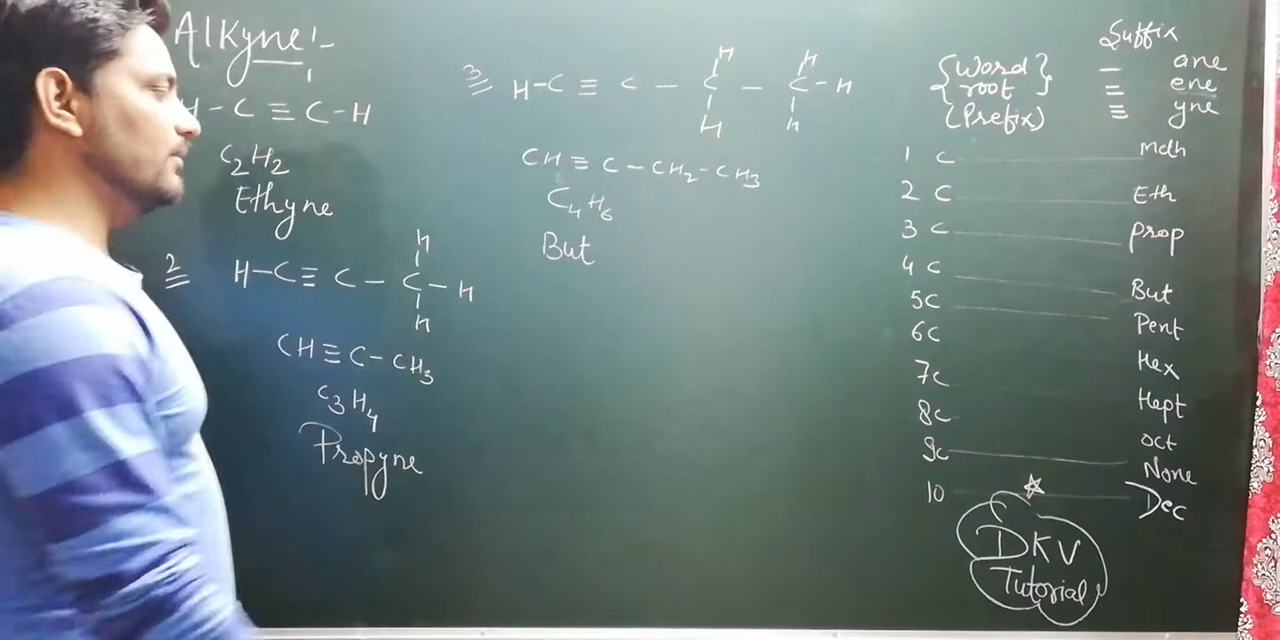 Alkyne:-
1
H-C≡C-H
C₂H₂
Ethyne
2
H
H-C≡C-C-H
H
CH≡C-CH₃
C₃H₄
Propyne
3
H H
H-C≡C-C-C-H
H H
CH≡C-CH₂-CH₃
C₄H₆
But
Suffix
{Word root}
(Prefix)
- ane
= ene
≡ yne
1 C Meth
2 C Eth
3 C Prop
4 C But
5C Pent
6C Hex
7C Hept
8C oct
9C None
10 Dec
DKV
Tutorial